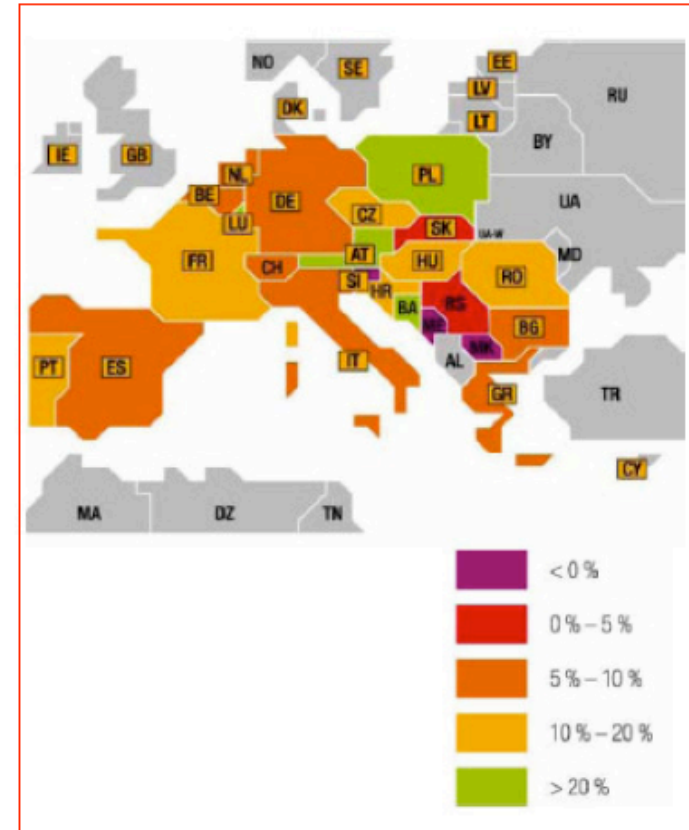 NO
SE
EE
LV
LT
RU
DK
BY
IE
GB
NL
BE
DE
PL
UA
LU
CZ
SK
UA-W
MD
FR
CH
AT
HU
RO
SI
HR
BA
RS
ME
MK
BG
AL
PT
ES
IT
GR
TR
CY
MA
DZ
TN
< 0 %
0 % – 5 %
5 % – 10 %
10 % – 20 %
> 20 %